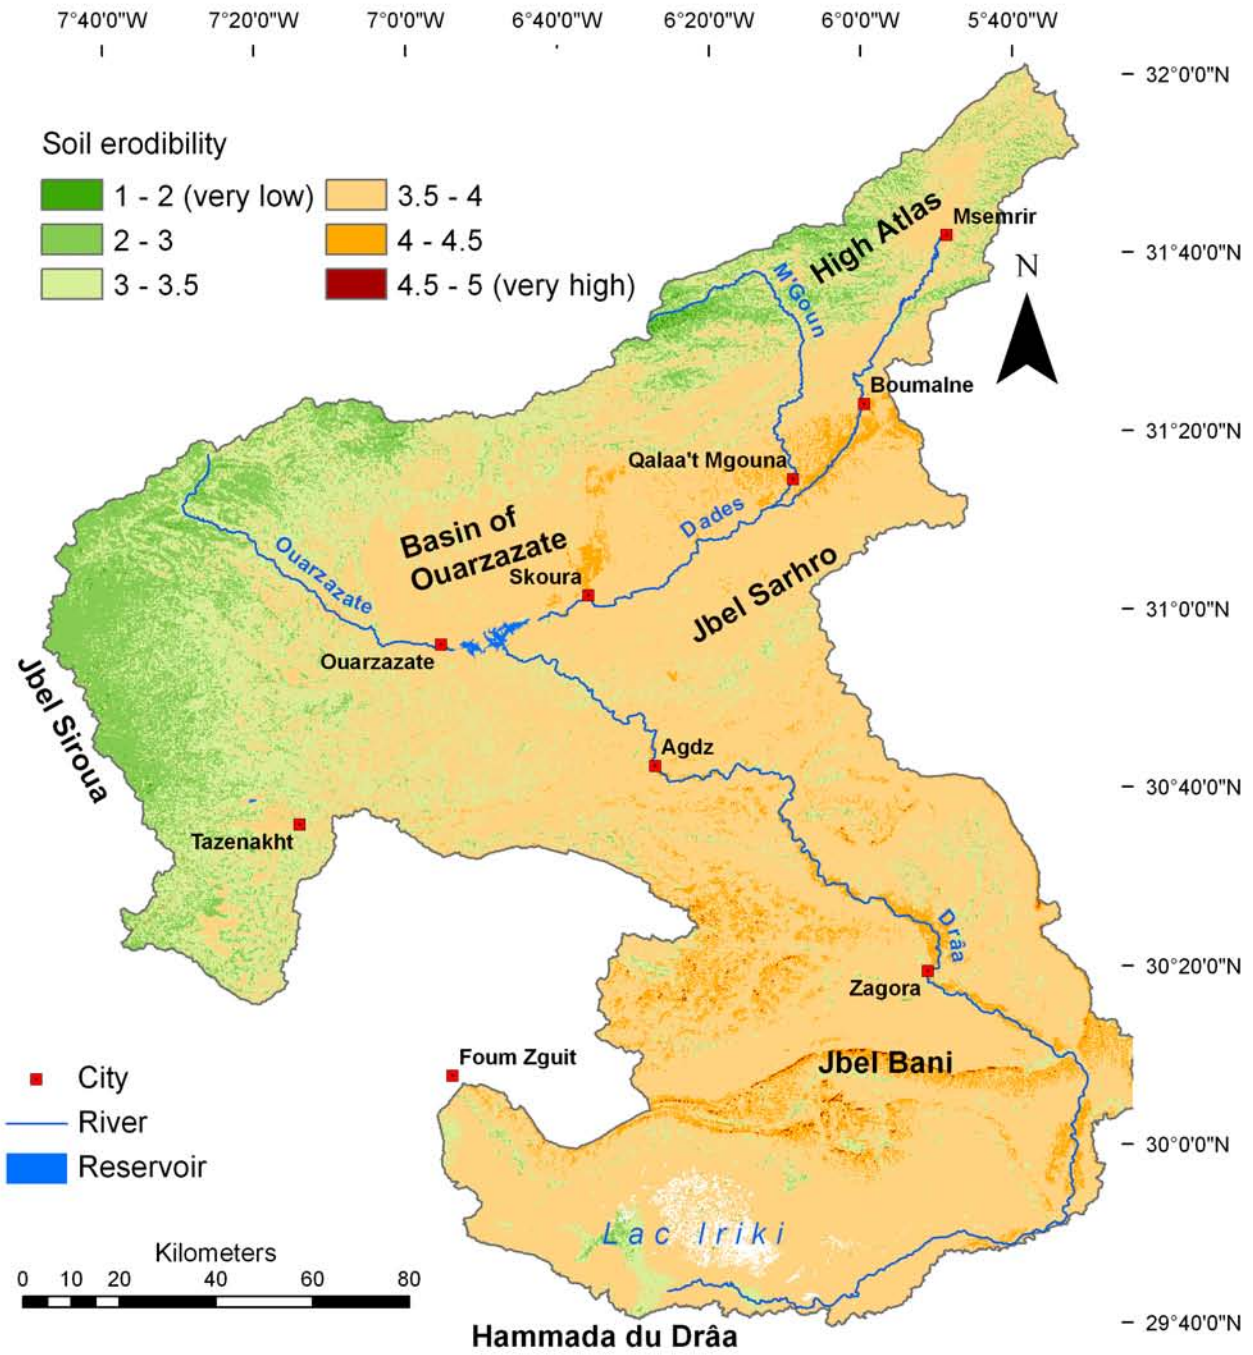 7°40'0"W 7°20'0"W 7°0'0"W 6°40'0"W 6°20'0"W 6°0'0"W 5°40'0"W
32°0'0"N
Soil erodibility
1 - 2 (very low) 3.5 - 4
2 - 3 4 - 4.5
3 - 3.5 4.5 - 5 (very high)
High Atlas
Msemrir
31°40'0"N
N
M'Goun
Boumalne
31°20'0"N
Qalaa't Mgouna
Dades
Basin of
Ouarzazate
Ouarzazate
Skoura
Jbel Sarhro
31°0'0"N
Ouarzazate
Jbel Siroua
Agdz
30°40'0"N
Tazenakht
Drâa
30°20'0"N
Zagora
Foum Zguit
Jbel Bani
City
River
Reservoir
30°0'0"N
Lac Iriki
Kilometers
0 10 20 40 60 80
29°40'0"N
Hammada du Drâa